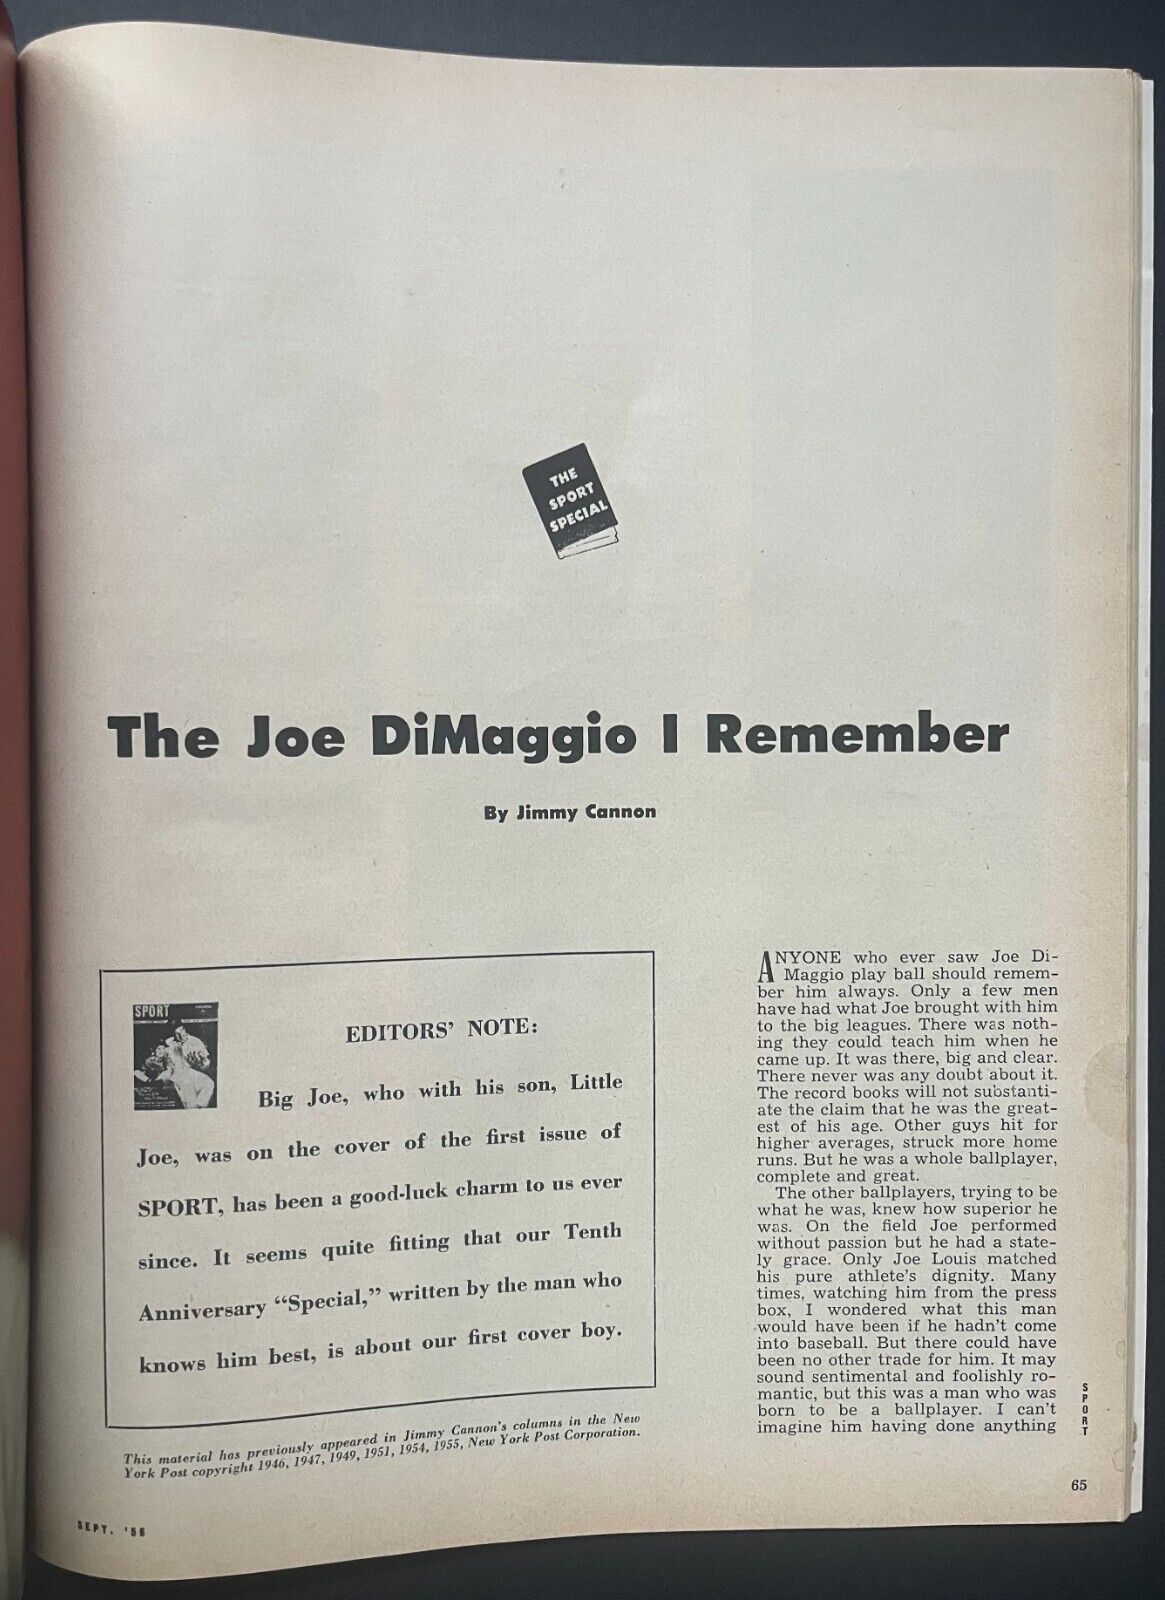 THE
SPORT
SPECIAL
The Joe DiMaggio I Remember
By Jimmy Cannon
SPORT
EDITORS' NOTE:
Big Joe, who with his son, Little
Joe, was on the cover of the first issue of
SPORT, has been a good-luck charm to us ever
since. It seems quite fitting that our Tenth
Anniversary “Special,” written by the man who
knows him best, is about our first cover boy.
This material has previously appeared in Jimmy Cannon's columns in the New
York Post copyright 1946, 1947, 1949, 1951, 1954, 1955, New York Post Corporation.
ANYONE who ever saw Joe Di-
Maggio play ball should remem-
ber him always. Only a few men
have had what Joe brought with him
to the big leagues. There was noth-
ing they could teach him when he
came up. It was there, big and clear.
There never was any doubt about it.
The record books will not substanti-
ate the claim that he was the great-
est of his age. Other guys hit for
higher averages, struck more home
runs. But he was a whole ballplayer,
complete and great.
The other ballplayers, trying to be
what he was, knew how superior he
was. On the field Joe performed
without passion but he had a state-
ly grace. Only Joe Louis matched
his pure athlete's dignity. Many
times, watching him from the press
box, I wondered what this man
would have been if he hadn't come
into baseball. But there could have
been no other trade for him. It may
sound sentimental and foolishly ro-
mantic, but this was a man who was
born to be a ballplayer. I can't
imagine him having done anything
SPORT
65
SEPT. '56